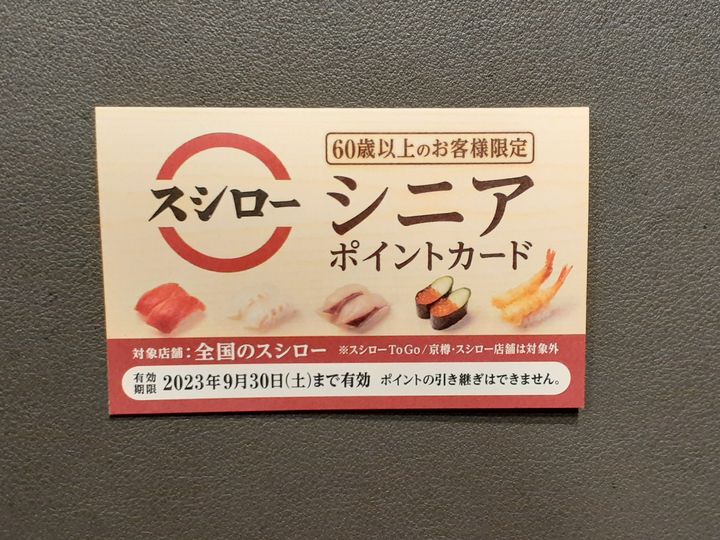 スシロー
60歳以上のお客様限定
シニア
ポイントカード
対象店舗:全国のスシロー ※スシローToGo/京樽・スシロー店舗は対象外
有効期限 2023年9月30日(土)まで有効 ポイントの引き継ぎはできません。